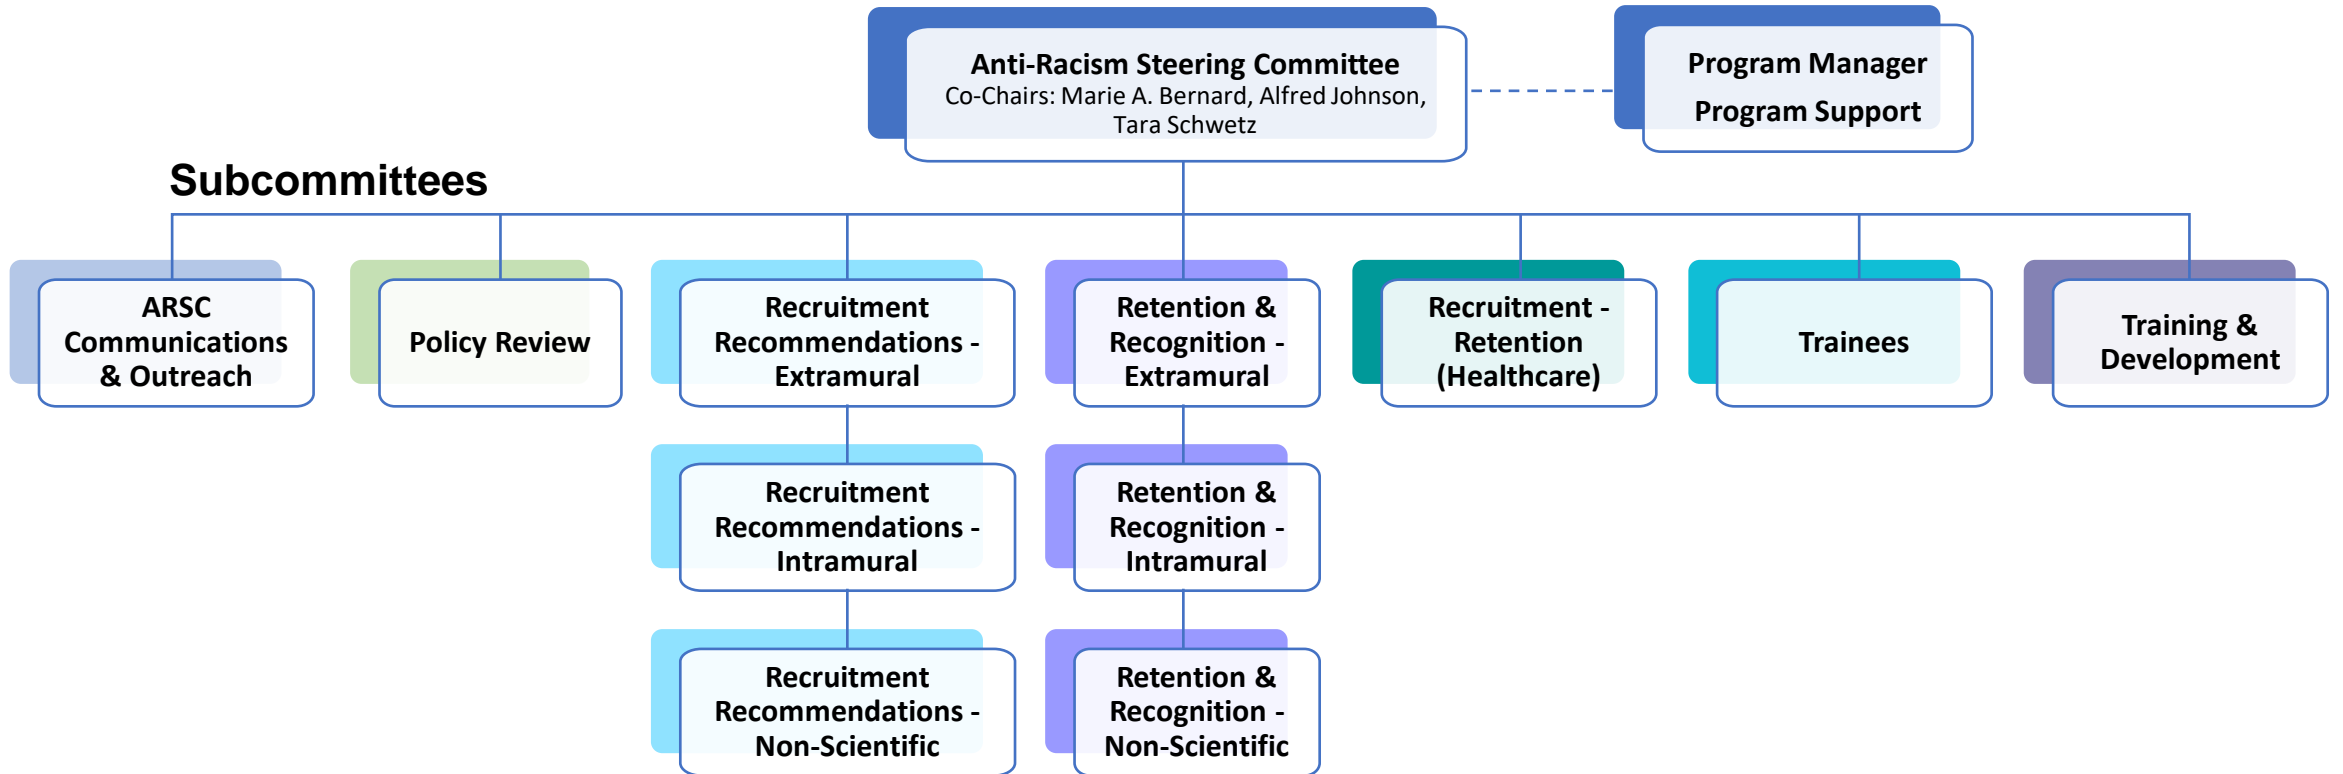 Anti-Racism Steering Committee
Co-Chairs: Marie A. Bernard, Alfred Johnson,
Tara Schwetz
Program Manager
Program Support
Subcommittees
ARSC
Communications
& Outreach
Policy Review
Recruitment
Recommendations -
Extramural
Retention &
Recognition -
Extramural
Recruitment -
Retention
(Healthcare)
Trainees
Training &
Development
Recruitment
Recommendations -
Intramural
Retention &
Recognition -
Intramural
Recruitment
Recommendations -
Non-Scientific
Retention &
Recognition -
Non-Scientific